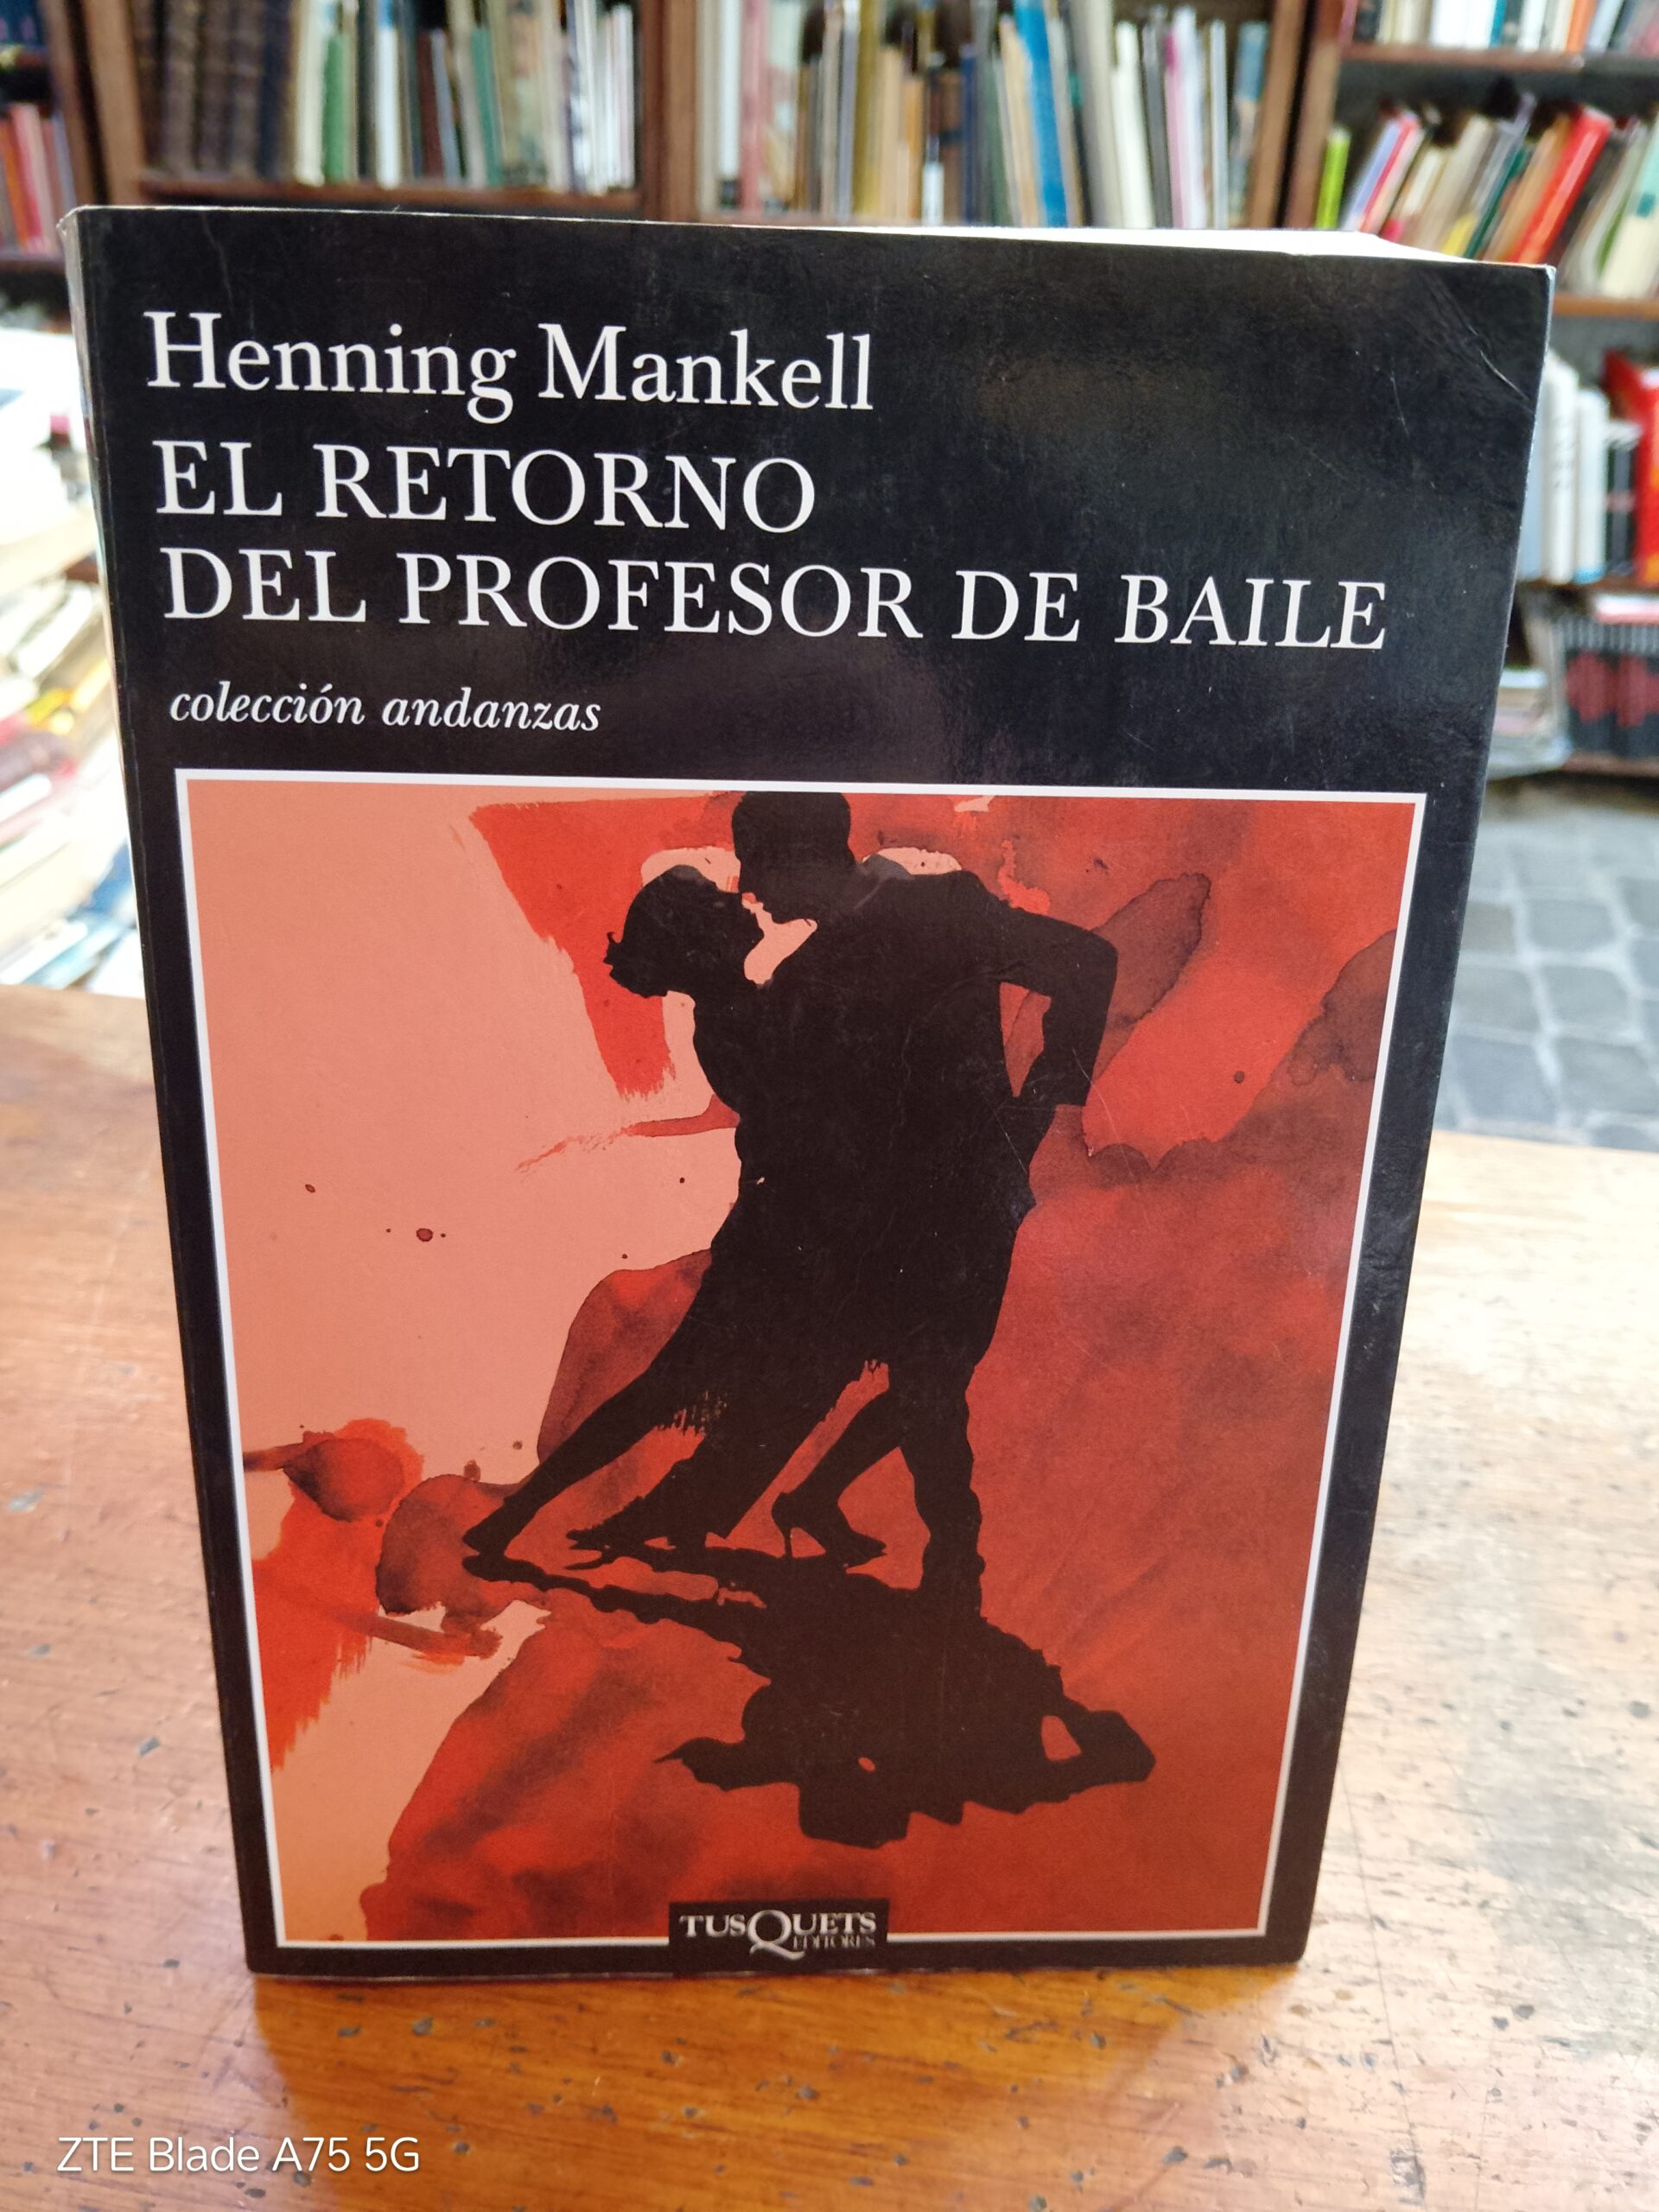 Henning Mankell
EL RETORNO
DEL PROFESOR DE BAILE
colección andanzas
TUSQUETS
EDITORES
ZTE Blade A75 5G